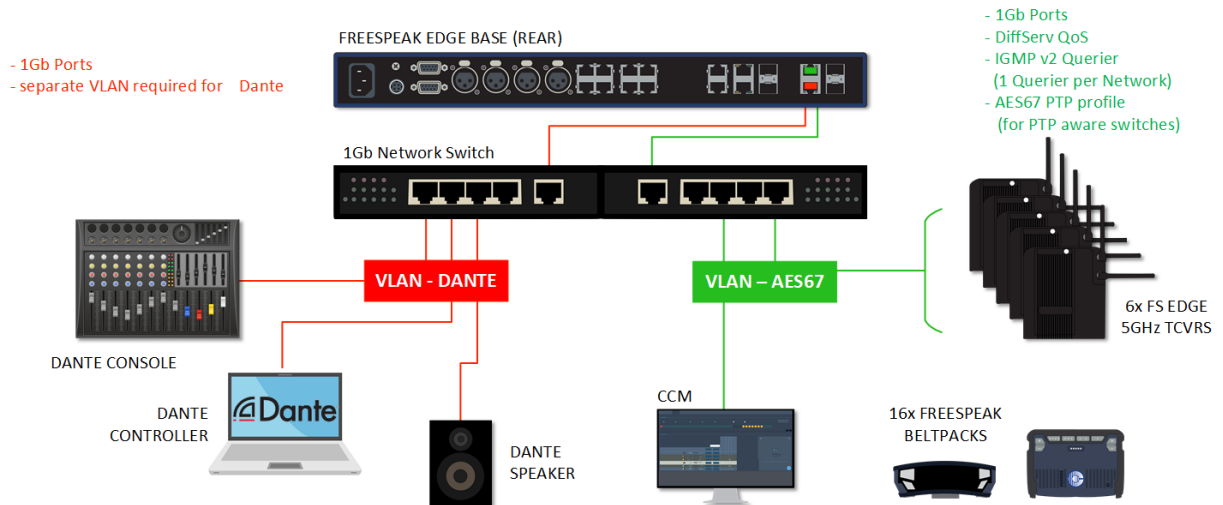 - 1Gb Ports
- separate VLAN required for Dante
FREESPEAK EDGE BASE (REAR)
- 1Gb Ports
- DiffServ QoS
- IGMP v2 Querier
(1 Querier per Network)
- AES67 PTP profile
(for PTP aware switches)
1Gb Network Switch
VLAN - DANTE
VLAN – AES67
6x FS EDGE
5GHz TCVRS
DANTE CONSOLE
Dante
DANTE
CONTROLLER
DANTE
SPEAKER
CCM
16x FREESPEAK
BELTPACKS